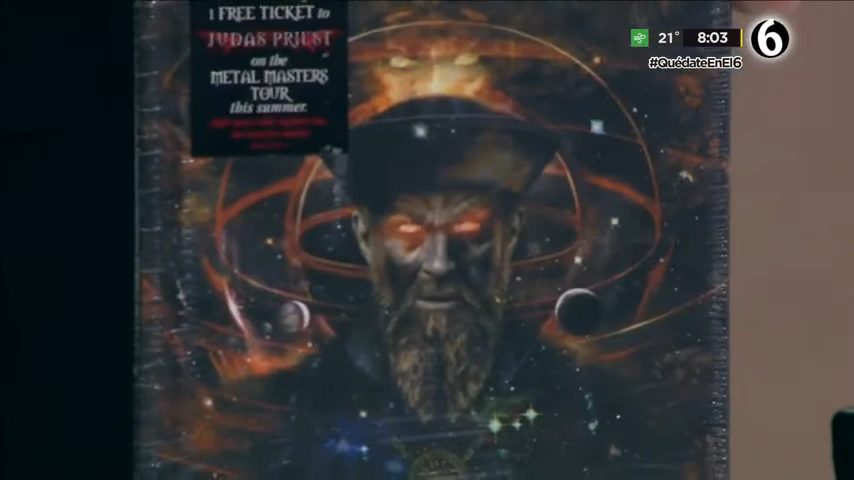 1 FREE TICKET to
JUDAS PRIEST
on the
METAL MASTERS
TOUR
this summer.
21° 8:03 6
#QuédateEnEl6